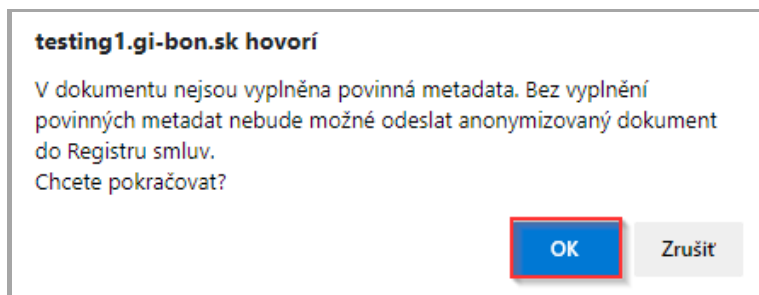 testing1.gi-bon.sk hovorí
V dokumentu nejsou vyplněna povinná metadata. Bez vyplnění
povinných metadat nebude možné odeslat anonymizovaný dokument
do Registru smluv.
Chcete pokračovat?
OK
Zrušiť